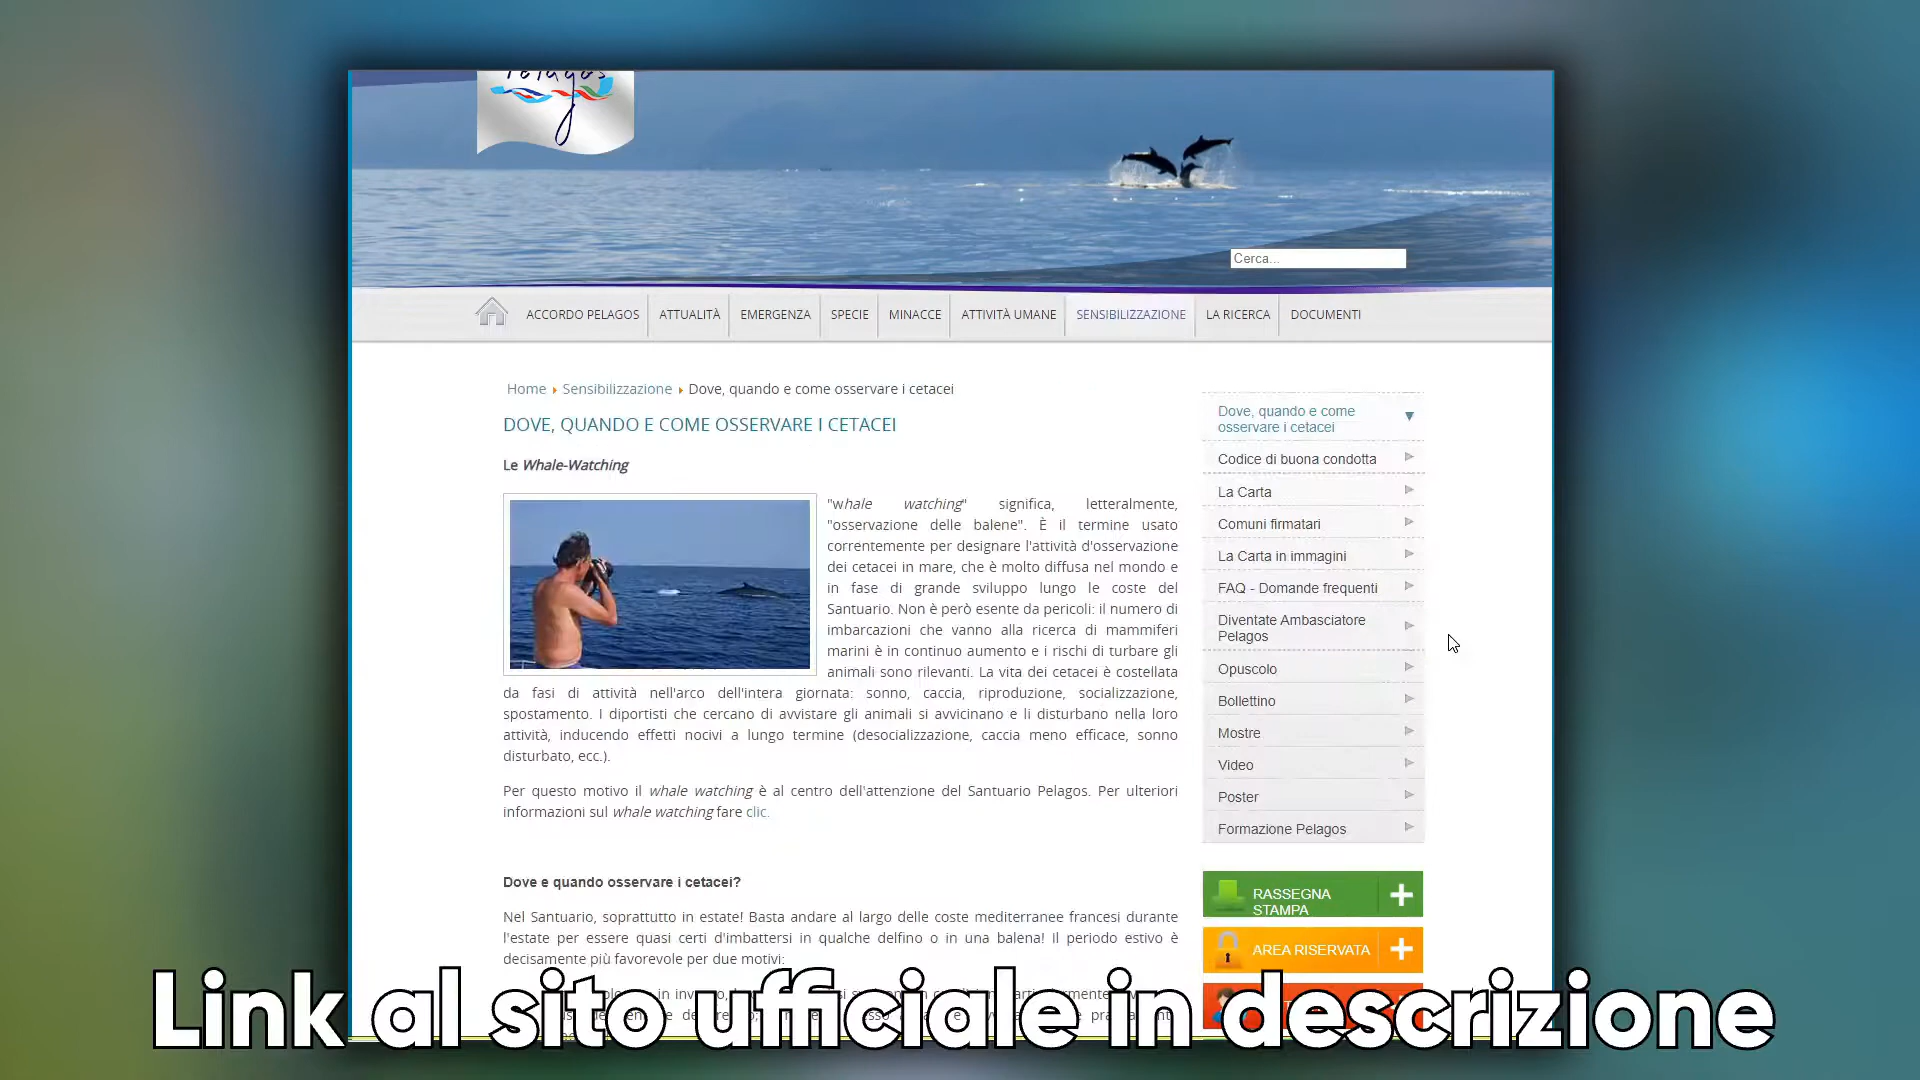 Pelagos
Cerca...
ACCORDO PELAGOS ATTUALITÀ EMERGENZA SPECIE MINACCE ATTIVITÀ UMANE SENSIBILIZZAZIONE LA RICERCA DOCUMENTI
Home Sensibilizzazione Dove, quando e come osservare i cetacei
DOVE, QUANDO E COME OSSERVARE I CETACEI
Le Whale-Watching
"whale watching" significa, letteralmente,
"osservazione delle balene". È il termine usato
correntemente per designare l'attività d'osservazione
dei cetacei in mare, che è molto diffusa nel mondo e
in fase di grande sviluppo lungo le coste del
Santuario. Non è però esente da pericoli: il numero di
imbarcazioni che vanno alla ricerca di mammiferi
marini è in continuo aumento e i rischi di turbare gli
animali sono rilevanti. La vita dei cetacei è costellata
da fasi di attività nell'arco dell'intera giornata: sonno, caccia, riproduzione, socializzazione,
spostamento. I diportisti che cercano di avvistare gli animali si avvicinano e li disturbano nella loro
attività, inducendo effetti nocivi a lungo termine (desocializzazione, caccia meno efficace, sonno
disturbato, ecc.).
Per questo motivo il whale watching è al centro dell'attenzione del Santuario Pelagos. Per ulteriori
informazioni sul whale watching fare clic.
Dove e quando osservare i cetacei?
Nel Santuario, soprattutto in estate! Basta andare al largo delle coste mediterranee francesi durante
l'estate per essere quasi certi d'imbattersi in qualche delfino o in una balena! Il periodo estivo è
decisamente più favorevole per due motivi:
Dove, quando e come
osservare i cetacei
Codice di buona condotta
La Carta
Comuni firmatari
La Carta in immagini
FAQ - Domande frequenti
Diventate Ambasciatore
Pelagos
Opuscolo
Bollettino
Mostre
Video
Poster
Formazione Pelagos
RASSEGNA
STAMPA
AREA RISERVATA
Link al sito ufficiale in descrizione